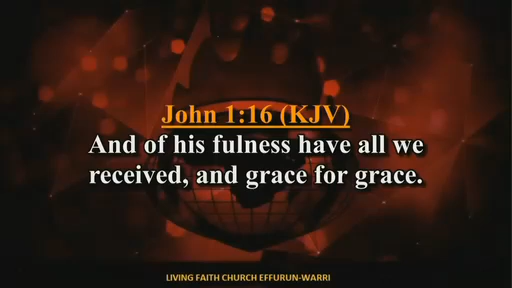 John 1:16 (KJV)
And of his fulness have all we
received, and grace for grace.
LIVING FAITH CHURCH EFFURUN-WARRI